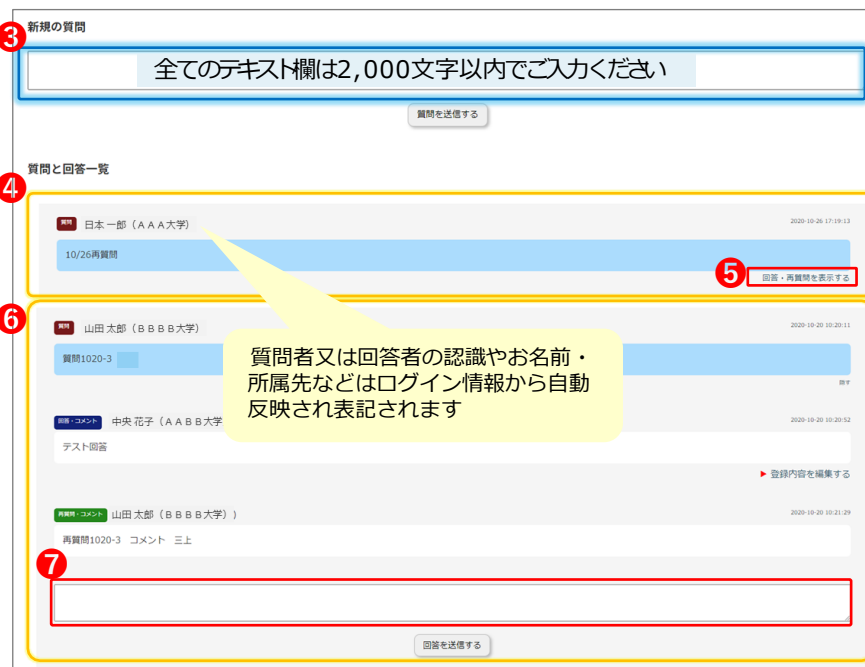 新規の質問
❸
全てのテキスト欄は2,000文字以内でご入力ください
質問を送信する
質問と回答一覧
❹
質問 日本 一郎（ＡＡＡ大学） 2020-10-26 17:19:13
10/26再質問
❺ 回答・再質問を表示する
❻
質問 山田 太郎（ＢＢＢＢ大学） 2020-10-20 10:20:11
質問1020-3
隠す
質問者又は回答者の認識やお名前・
所属先などはログイン情報から自動
反映され表記されます
回答・コメント 中央 花子（ＡＡＢＢ大学 2020-10-20 10:20:52
テスト回答
▶ 登録内容を編集する
再質問・コメント 山田 太郎（ＢＢＢＢ大学）） 2020-10-20 10:21:29
再質問1020-3 コメント 三上
❼
回答を送信する